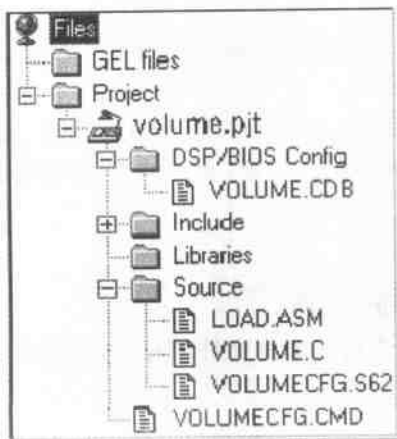 Files
GEL files
Project
volume.pjt
DSP/BIOS Config
VOLUME.CDB
Include
Libraries
Source
LOAD.ASM
VOLUME.C
VOLUMECFG.S62
VOLUMECFG.CMD